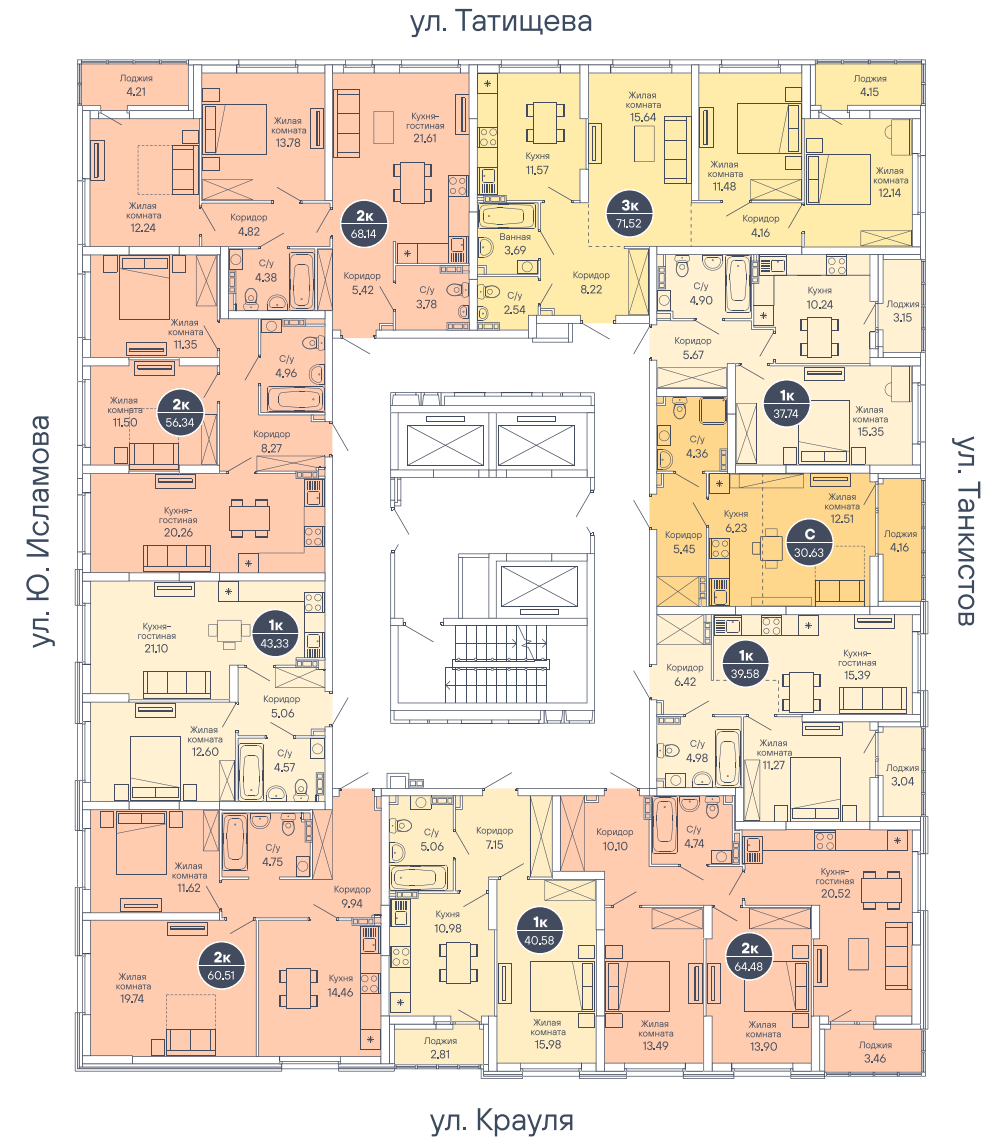 ул. Татищева
Лоджия
4.21
Жилая
комната
13.78
Кухня-
гостиная
21.61
Жилая
комната
12.24
Коридор
4.82
2к
68.14
С/у
4.38
Коридор
5.42
С/у
3.78
Кухня
11.57
Жилая
комната
15.64
Жилая
комната
11.48
Лоджия
4.15
Жилая
комната
12.14
3к
71.52
Коридор
4.16
Ванная
3.69
С/у
2.54
Коридор
8.22
Жилая
комната
11.35
С/у
4.96
Жилая
комната
11.50
2к
56.34
Коридор
8.27
Кухня-
гостиная
20.26
С/у
4.90
Кухня
10.24
Лоджия
3.15
Коридор
5.67
1к
37.74
Жилая
комната
15.35
С/у
4.36
Кухня
6.23
Жилая
комната
12.51
С
30.63
Коридор
5.45
Лоджия
4.16
ул. Ю. Исламова
ул. Танкистов
Кухня-
гостиная
21.10
1к
43.33
Коридор
5.06
Жилая
комната
12.60
С/у
4.57
Коридор
6.42
1к
39.58
Кухня-
гостиная
15.39
С/у
4.98
Жилая
комната
11.27
Лоджия
3.04
Жилая
комната
11.62
С/у
4.75
Коридор
9.94
2к
60.51
Жилая
комната
19.74
Кухня
14.46
С/у
5.06
Коридор
7.15
Кухня
10.98
1к
40.58
Жилая
комната
15.98
Лоджия
2.81
Коридор
10.10
С/у
4.74
Кухня-
гостиная
20.52
2к
64.48
Жилая
комната
13.49
Жилая
комната
13.90
Лоджия
3.46
ул. Крауля